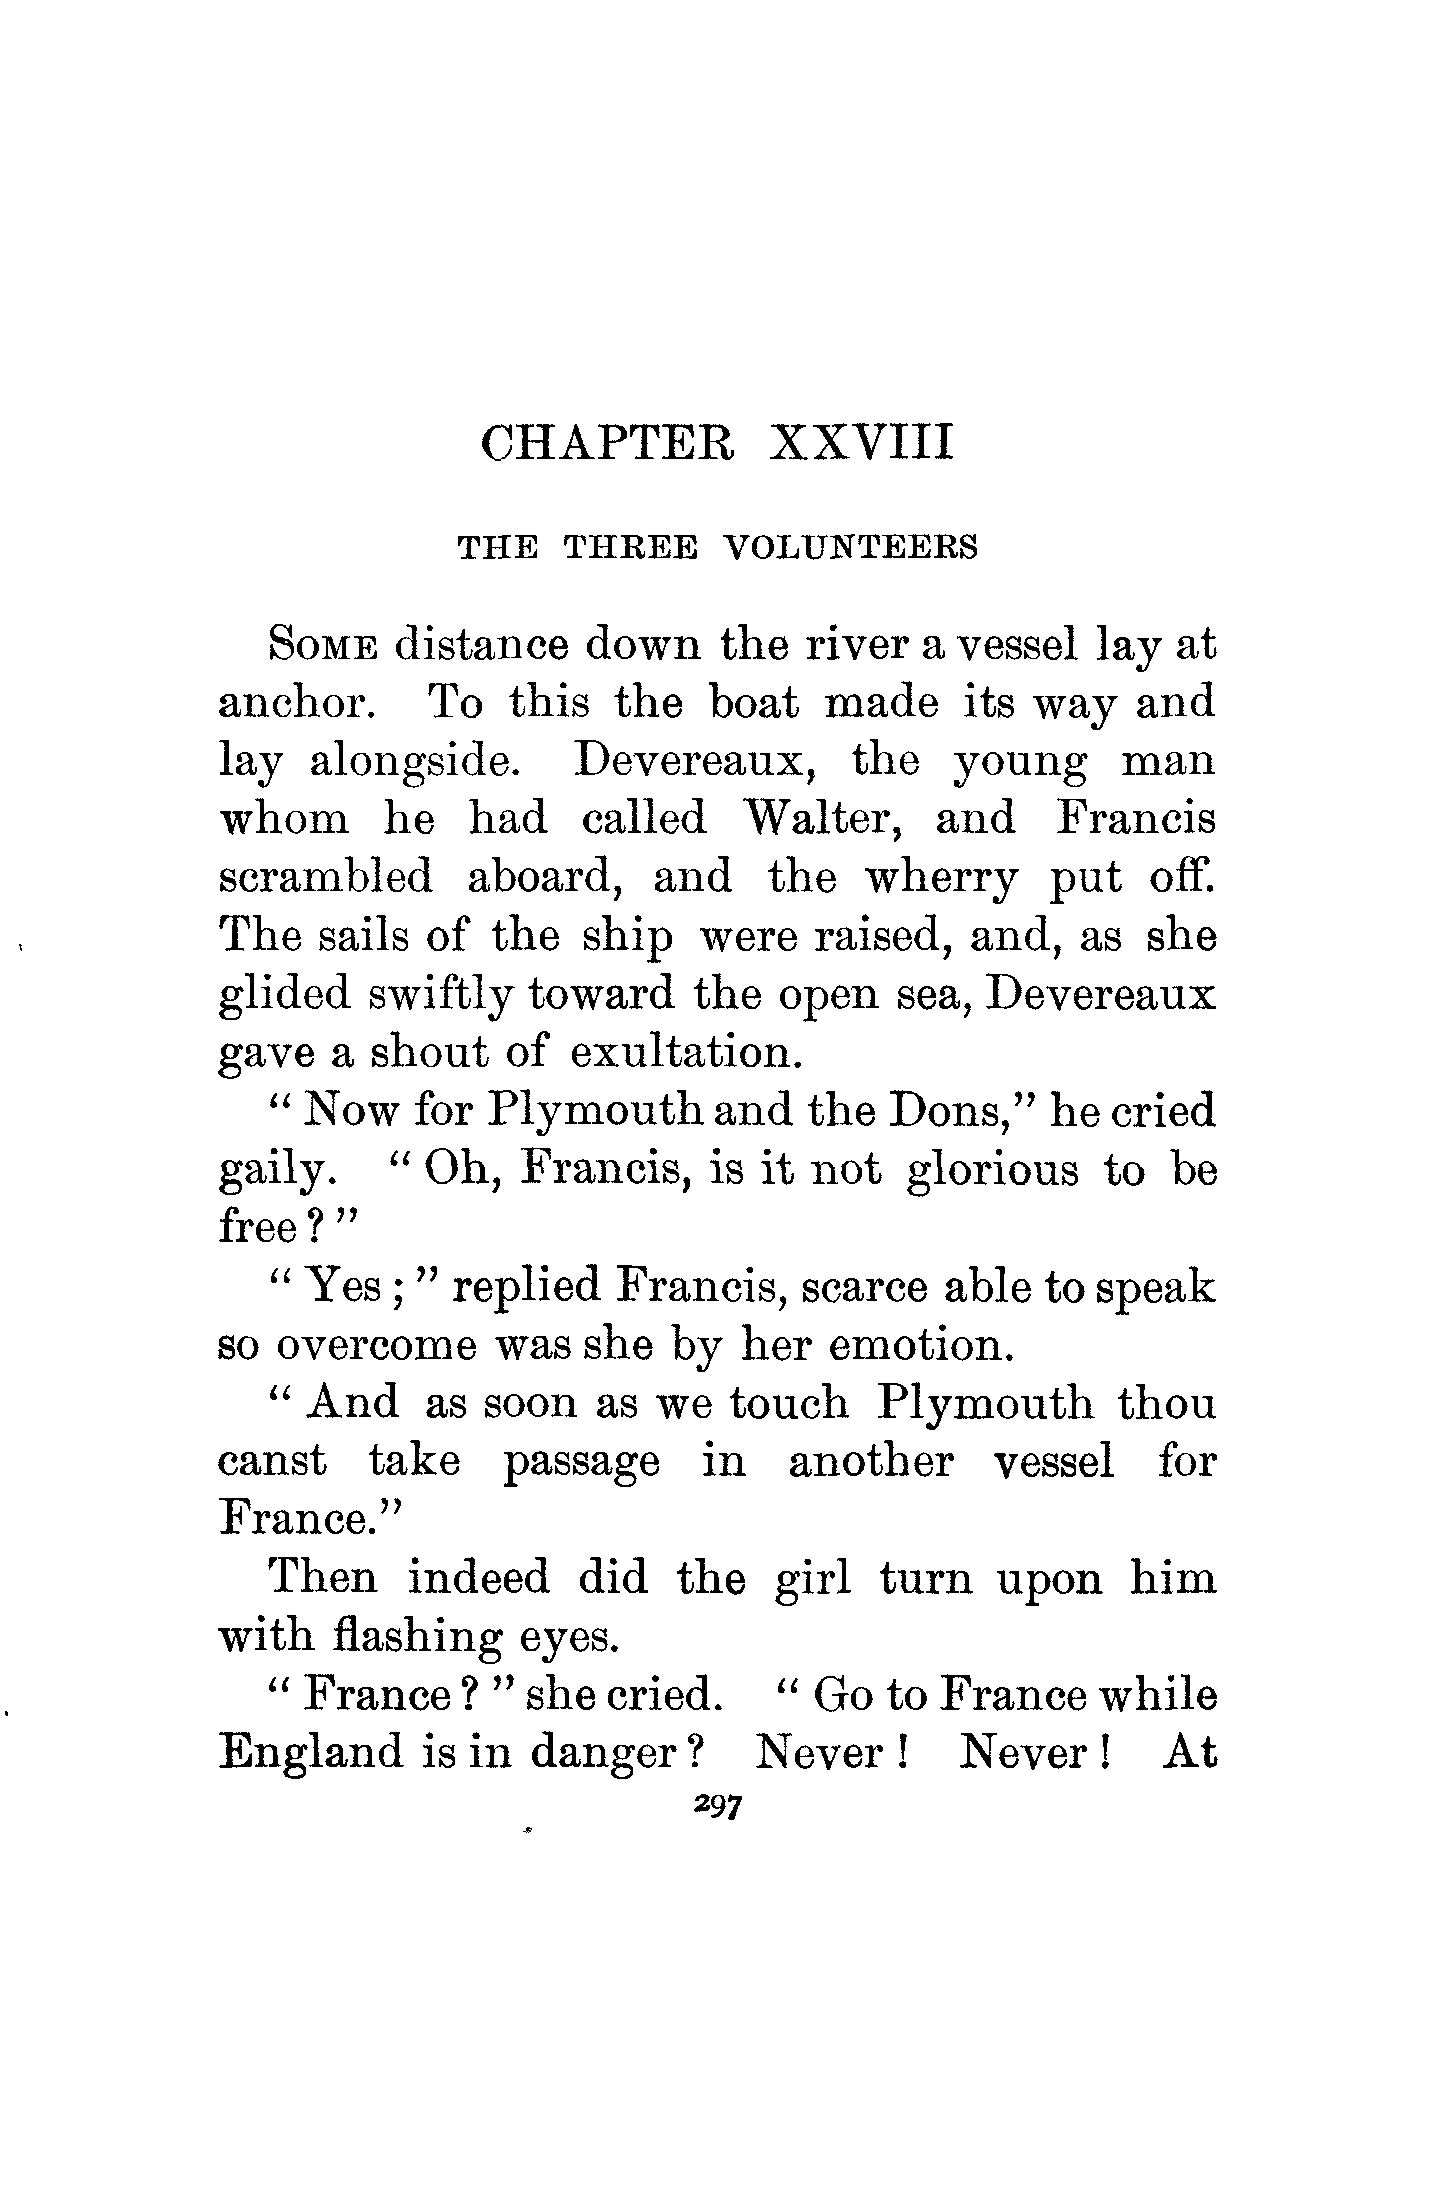 CHAPTER XXVIII
THE THREE VOLUNTEERS
SOME distance down the river a vessel lay at
anchor. To this the boat made its way and
lay alongside. Devereaux, the young man
whom he had called Walter, and Francis
scrambled aboard, and the wherry put off.
The sails of the ship were raised, and, as she
glided swiftly toward the open sea, Devereaux
gave a shout of exultation.
“ Now for Plymouth and the Dons,” he cried
gaily. “ Oh, Francis, is it not glorious to be
free ? ”
“ Yes ; ” replied Francis, scarce able to speak
so overcome was she by her emotion.
“ And as soon as we touch Plymouth thou
canst take passage in another vessel for
France.”
Then indeed did the girl turn upon him
with flashing eyes.
“ France ? ” she cried. “ Go to France while
England is in danger ? Never ! Never ! At
297